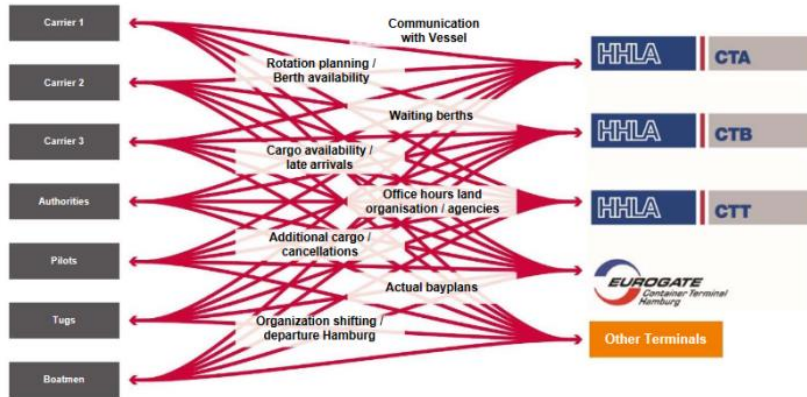 Carrier 1
Carrier 2
Carrier 3
Authorities
Pilots
Tugs
Boatmen
Communication
with Vessel
Rotation planning /
Berth availability
Waiting berths
Cargo availability /
late arrivals
Office hours land
organisation / agencies
Additional cargo /
cancellations
Actual bayplans
Organization shifting /
departure Hamburg
HHLA CTA
HHLA CTB
HHLA CTT
EUROGATE
Container Terminal
Hamburg
Other Terminals